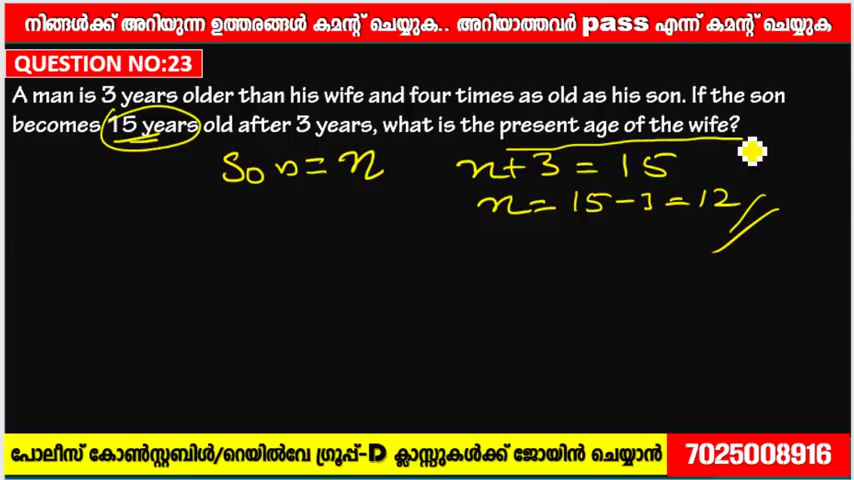 നിങ്ങൾക്ക് അറിയുന്ന ഉത്തരങ്ങൾ കമന്റ് ചെയ്യുക.. അറിയാത്തവർ pass എന്ന് കമന്റ് ചെയ്യുക
QUESTION NO:23
A man is 3 years older than his wife and four times as old as his son. If the son
becomes 15 years old after 3 years, what is the present age of the wife?
Son = x x+3 = 15
x = 15-3 = 12//
പോലീസ് കോൺസ്റ്റബിൾ/റെയിൽവേ ഗ്രൂപ്പ്-D ക്ലാസ്സുകൾക്ക് ജോയിൻ ചെയ്യാൻ 7025008916